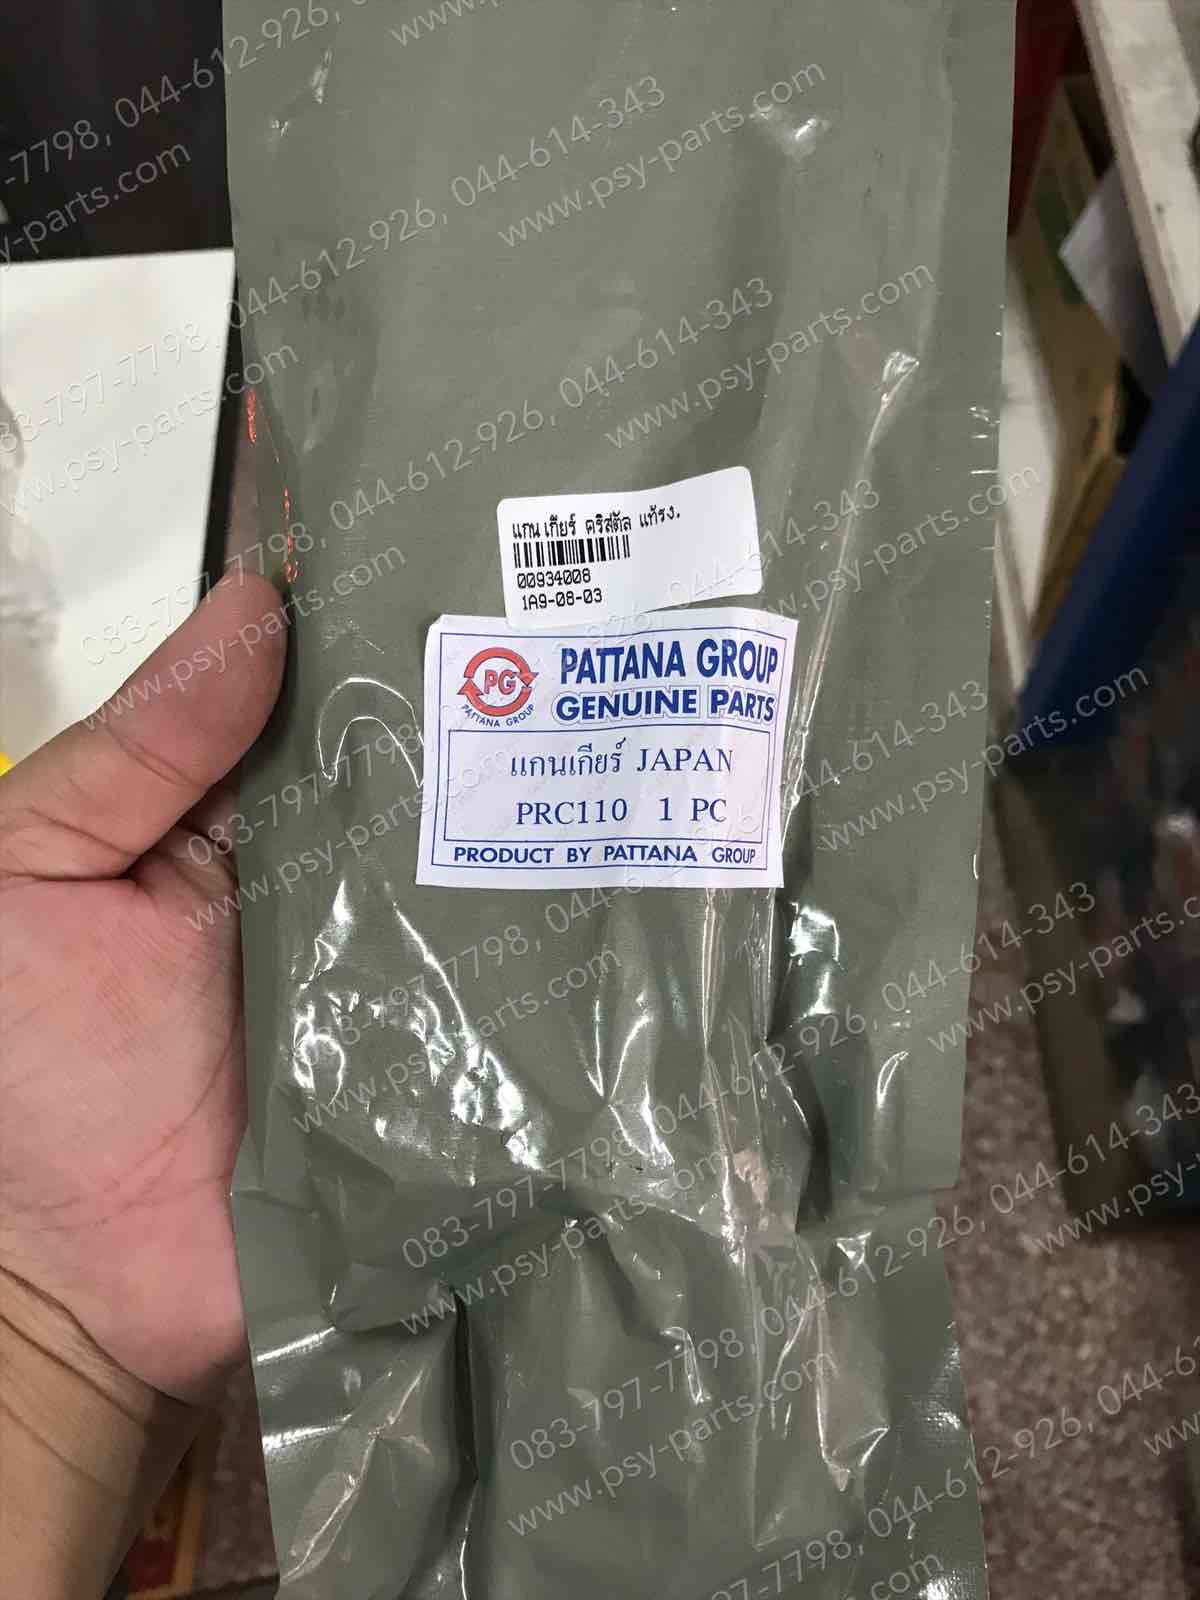 แกนเกียร์ คริสตัล แท้รง.
00934008
1A9-08-03
PG
PATTANA GROUP
PATTANA GROUP
GENUINE PARTS
แกนเกียร์ JAPAN
PRC110 1 PC
PRODUCT BY PATTANA GROUP
083-797-7798, 044-612-926, 044-614-343
www.psy-parts.com